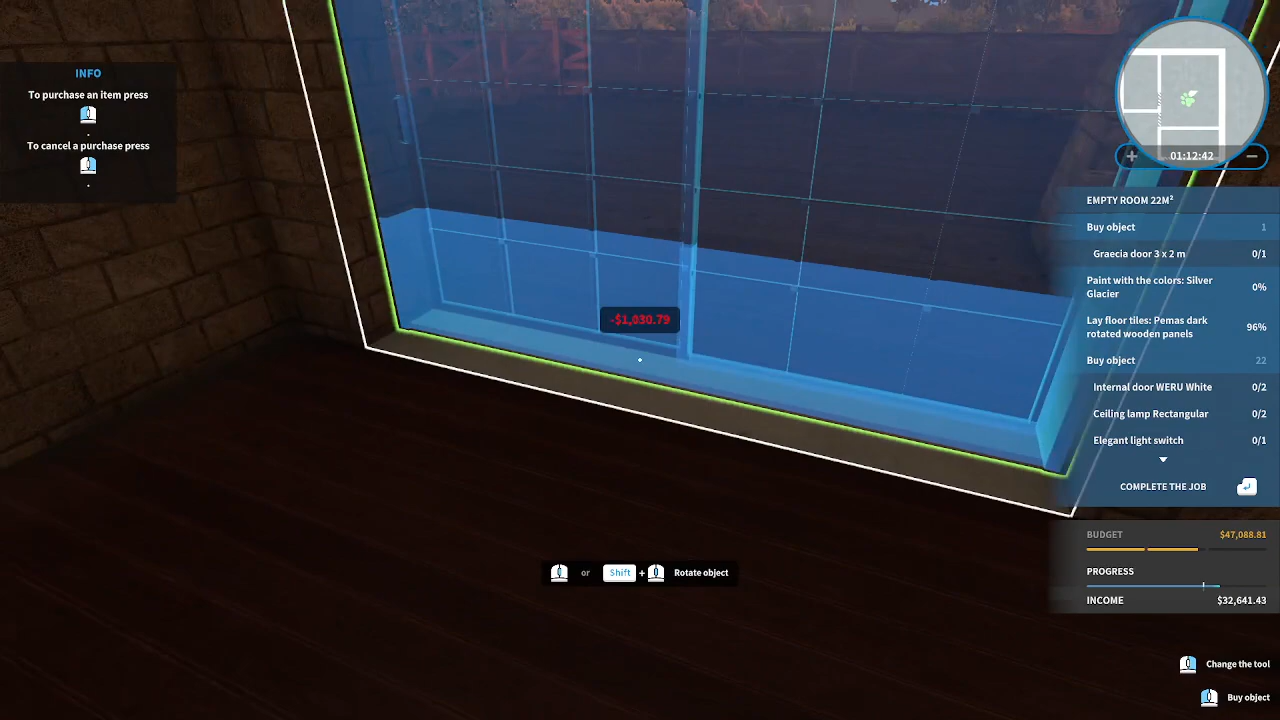 INFO
To purchase an item press
.
To cancel a purchase press
.
01:12:42
EMPTY ROOM 22M²
Buy object 1
Graecia door 3 x 2 m 0/1
Paint with the colors: Silver
Glacier 0%
Lay floor tiles: Pemas dark
rotated wooden panels 96%
Buy object 22
Internal door WERU White 0/2
Ceiling lamp Rectangular 0/2
Elegant light switch 0/1
COMPLETE THE JOB
-$1,030.79
BUDGET $47,088.81
PROGRESS
INCOME $32,641.43
or Shift + Rotate object
Change the tool
Buy object